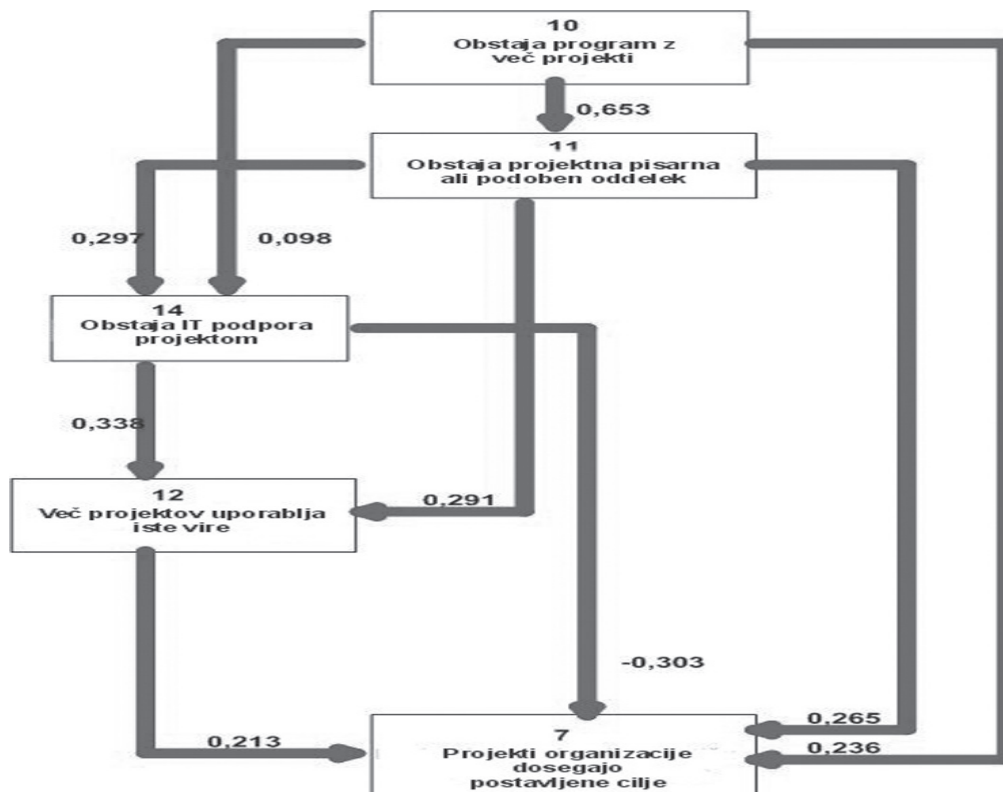 10
Obstaja program z
več projekti
0,653
11
Obstaja projektna pisarna
ali podoben oddelek
0,297
0,098
14
Obstaja IT podpora
projektom
0,338
12
Več projektov uporablja
iste vire
0,291
-0,303
0,213
7
Projekti organizacije
dosegajo
postavljene cilje
0,265
0,236